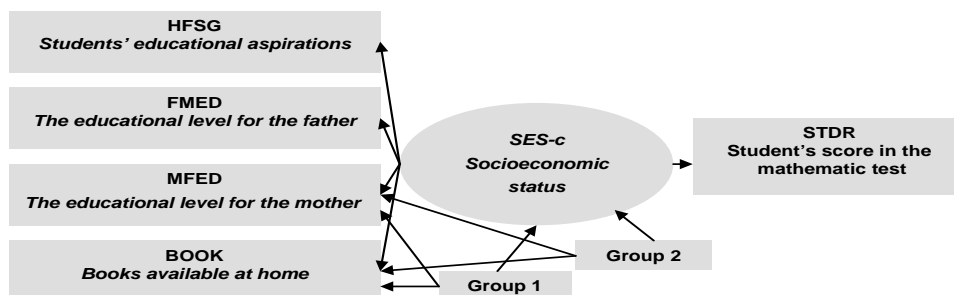 HFSG
Students' educational aspirations
FMED
The educational level for the father
MFED
The educational level for the mother
BOOK
Books available at home
SES-c
Socioeconomic
status
STDR
Student's score in the
mathematic test
Group 2
Group 1